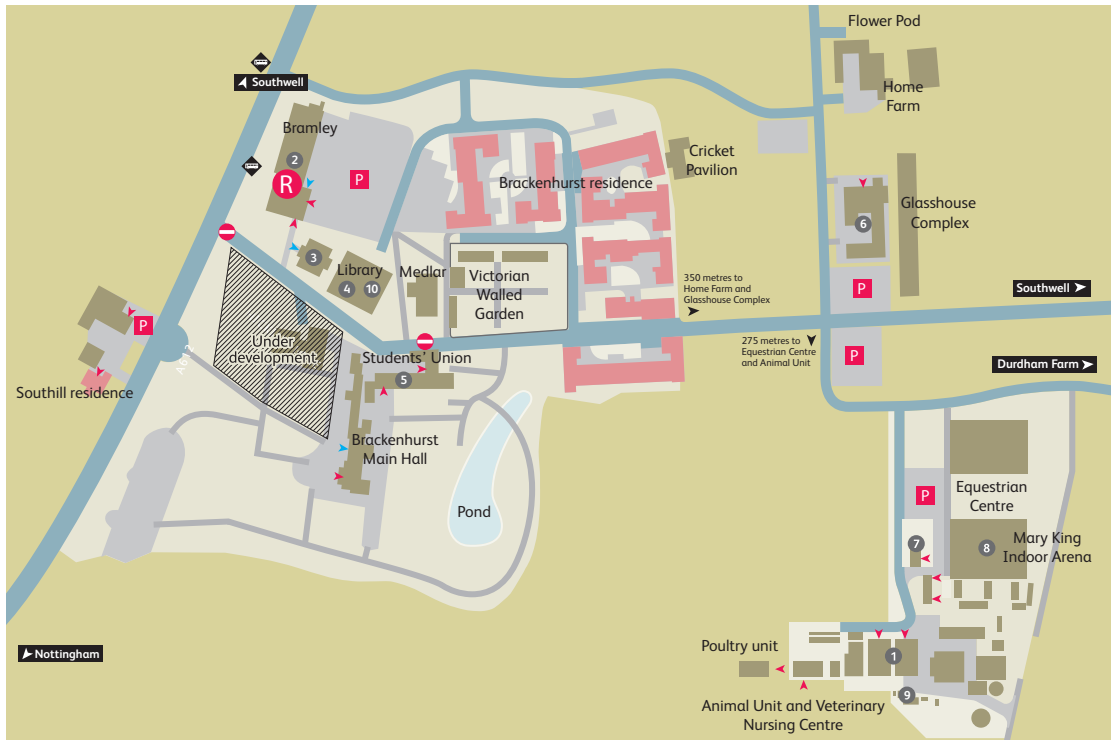 Flower Pod
Southwell
Home
Farm
Bramley
2
R
P
Cricket
Pavilion
Brackenhurst residence
Glasshouse
Complex
6
3
Library
4
10
Medlar
Victorian
Walled
Garden
350 metres to
Home Farm and
Glasshouse Complex
P
Southwell
P
A612
Under
development
Students' Union
5
275 metres to
Equestrian Centre
and Animal Unit
P
Durdham Farm
Southill residence
Brackenhurst
Main Hall
Pond
P
Equestrian
Centre
7
8
Mary King
Indoor Arena
Nottingham
Poultry unit
1
9
Animal Unit and Veterinary
Nursing Centre